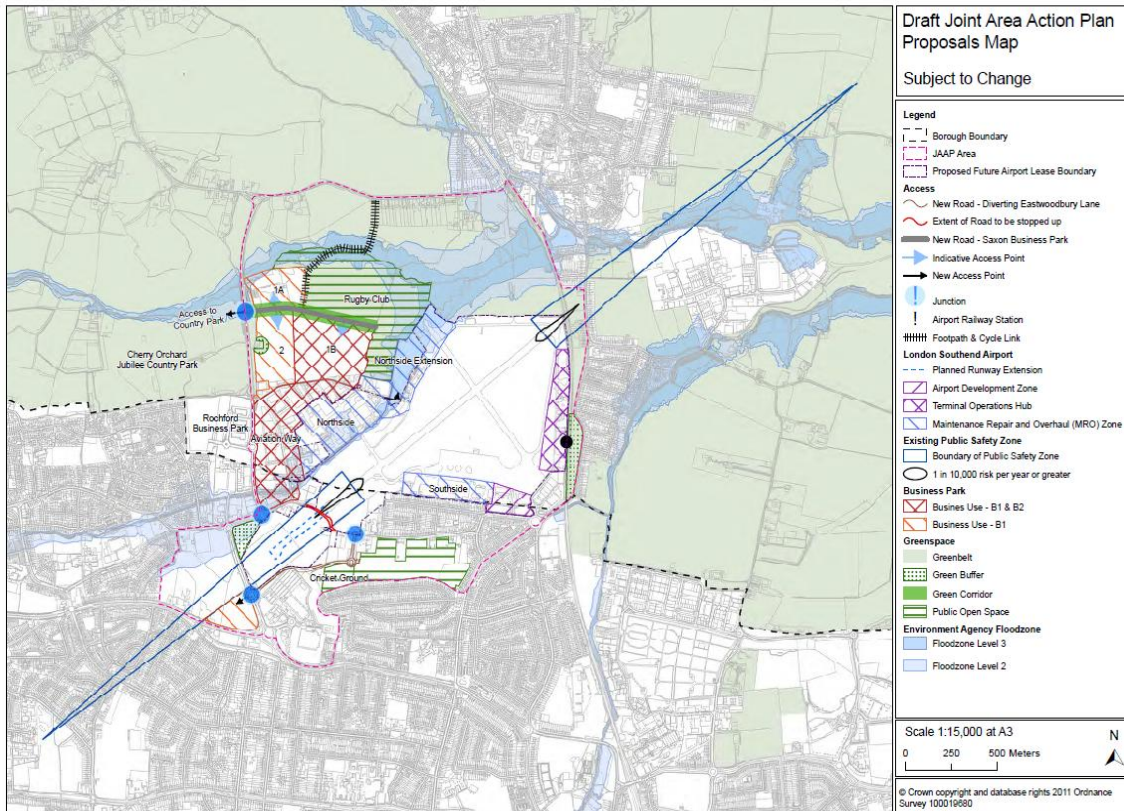 Draft Joint Area Action Plan
Proposals Map
Subject to Change
Legend
Borough Boundary
JAAP Area
Proposed Future Airport Lease Boundary
Access
New Road - Diverting Eastwoodbury Lane
Extent of Road to be stopped up
New Road - Saxon Business Park
Indicative Access Point
New Access Point
Junction
Airport Railway Station
Footpath & Cycle Link
London Southend Airport
Planned Runway Extension
Airport Development Zone
Terminal Operations Hub
Maintenance Repair and Overhaul (MRO) Zone
Existing Public Safety Zone
Boundary of Public Safety Zone
1 in 10,000 risk per year or greater
Business Park
Busines Use - B1 & B2
Business Use - B1
Greenspace
Greenbelt
Green Buffer
Green Corridor
Public Open Space
Environment Agency Floodzone
Floodzone Level 3
Floodzone Level 2
Scale 1:15,000 at A3
0 250 500 Meters
N
© Crown copyright and database rights 2011 Ordnance
Survey 100019680
1A
Rugby Club
Access to
Country Park
2
1B
Cherry Orchard
Jubilee Country Park
Northside Extension
Rochford
Business Park
Northside
Aviation Way
Southside
Cricket Ground